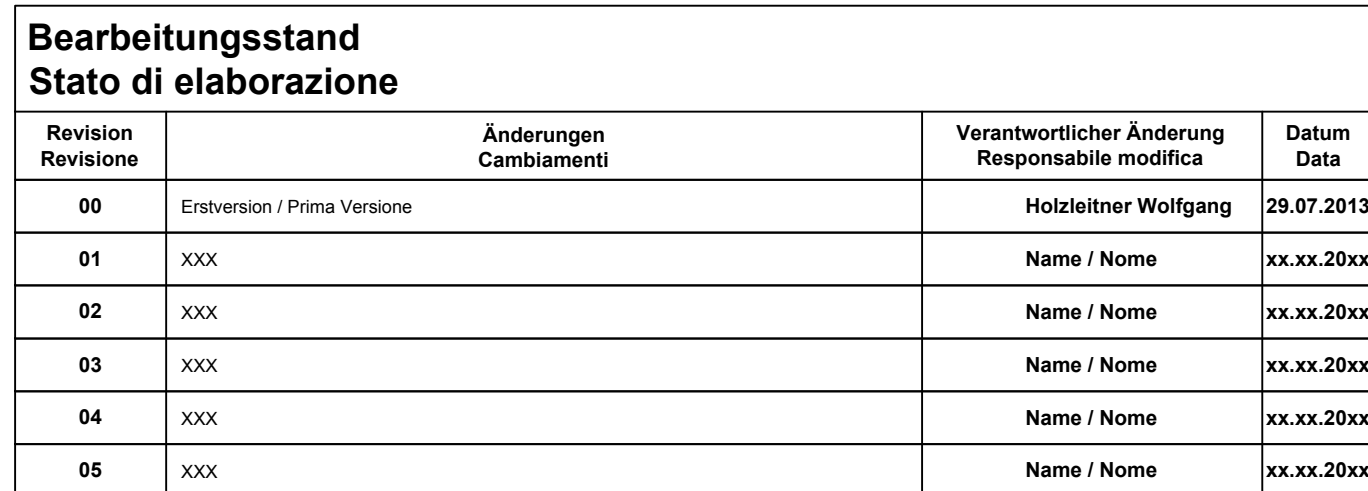 Bearbeitungsstand
Stato di elaborazione
Revision Änderungen Verantwortlicher Änderung Datum
Revisione Cambiamenti Responsabile modifica Data
00 Erstversion / Prima Versione Holzleitner Wolfgang 29.07.2013
01 XXX Name / Nome xx.xx.20xx
02 XXX Name / Nome xx.xx.20xx
03 XXX Name / Nome xx.xx.20xx
04 XXX Name / Nome xx.xx.20xx
05 XXX Name / Nome xx.xx.20xx